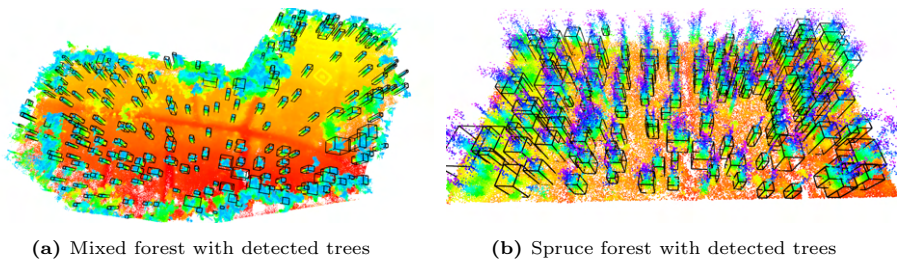 (a) Mixed forest with detected trees
(b) Spruce forest with detected trees